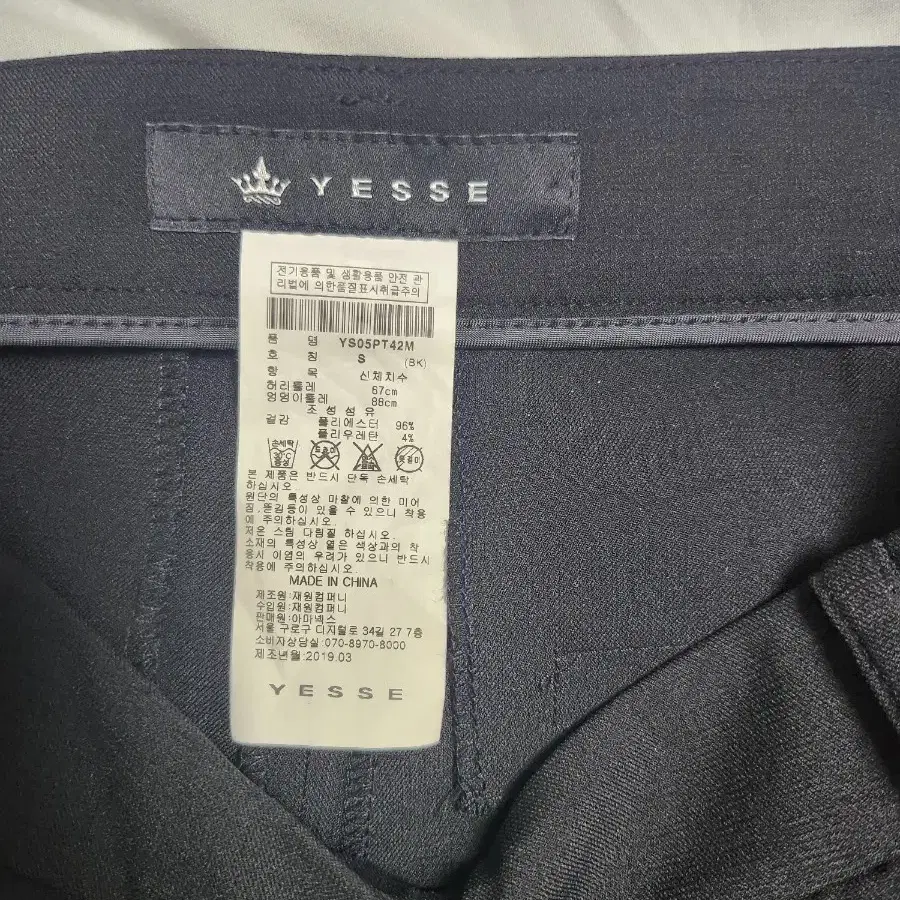 YESSE
전기용품 및 생활용품 안전 관
리법에 의한품질표시취급주의
품 명 YS05PT42M
호 칭 S (BK)
항 목 신체치수
허리둘레 67cm
엉덩이둘레 88cm
조성섬유
겉감 폴리에스터 96%
폴리우레탄 4%
손세탁
본 제품은 반드시 단독 손세탁
하십시오
원단의 특성상 마찰에 의한 미어
짐,뜯김등이 있을 수 있으니 착용
에 주의하십시오.
저온 스팀 다림질 하십시오.
소재의 특성상 옅은 색상과의 착
용시 이염의 우려가 있으니 반드시
착용에 주의하십시오.
MADE IN CHINA
제조원:재원컴퍼니
수입원:재원컴퍼니
판매원:아마넥스
서울 구로구 디지털로 34길 27 7층
소비자상담실:070-8970-8000
제조년월:2019.03
YESSE